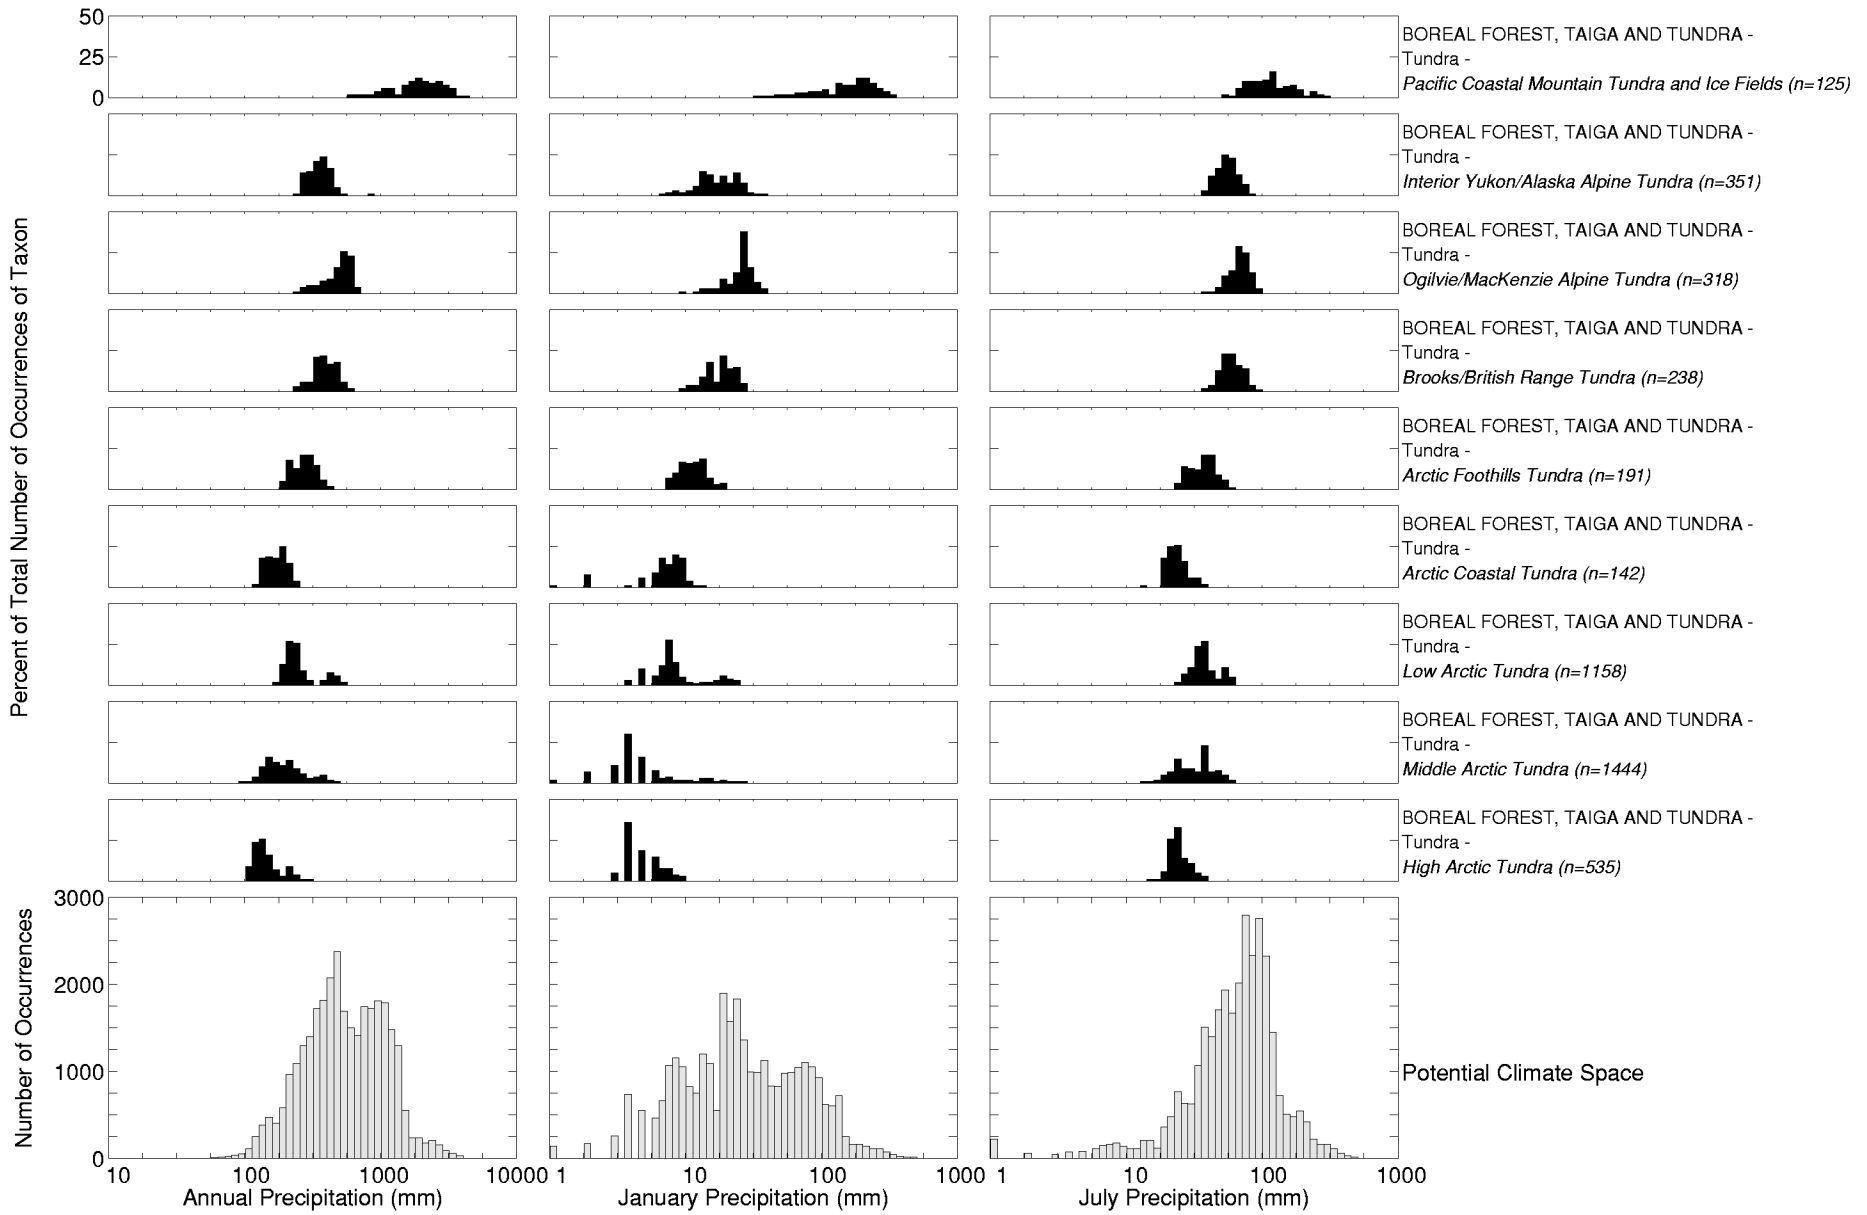 50
25
0
BOREAL FOREST, TAIGA AND TUNDRA -
Tundra -
Pacific Coastal Mountain Tundra and Ice Fields (n=125)
BOREAL FOREST, TAIGA AND TUNDRA -
Tundra -
Interior Yukon/Alaska Alpine Tundra (n=351)
BOREAL FOREST, TAIGA AND TUNDRA -
Tundra -
Ogilvie/MacKenzie Alpine Tundra (n=318)
BOREAL FOREST, TAIGA AND TUNDRA -
Tundra -
Brooks/British Range Tundra (n=238)
BOREAL FOREST, TAIGA AND TUNDRA -
Tundra -
Arctic Foothills Tundra (n=191)
BOREAL FOREST, TAIGA AND TUNDRA -
Tundra -
Arctic Coastal Tundra (n=142)
BOREAL FOREST, TAIGA AND TUNDRA -
Tundra -
Low Arctic Tundra (n=1158)
BOREAL FOREST, TAIGA AND TUNDRA -
Tundra -
Middle Arctic Tundra (n=1444)
BOREAL FOREST, TAIGA AND TUNDRA -
Tundra -
High Arctic Tundra (n=535)
Percent of Total Number of Occurrences of Taxon
Number of Occurrences
3000
2000
1000
0
Potential Climate Space
10 100 1000 10000
1 10 100 1000
1 10 100 1000
Annual Precipitation (mm)
January Precipitation (mm)
July Precipitation (mm)